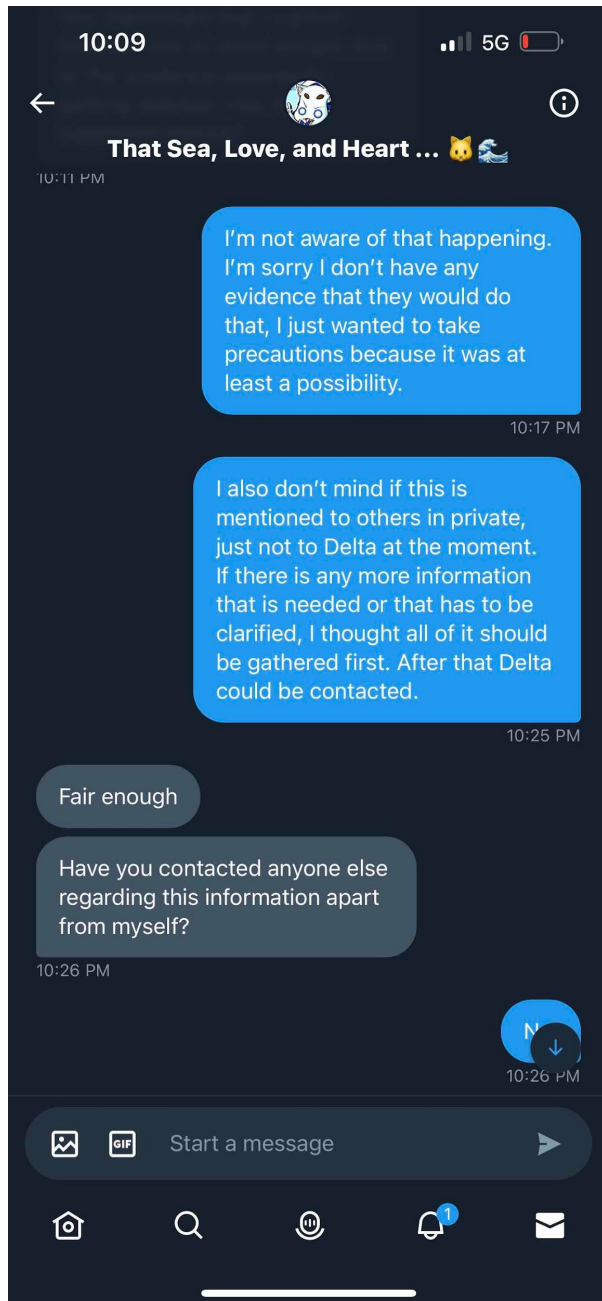 10:09
5G
That Sea, Love, and Heart ... 🐱🌊
10:11 PM
I’m not aware of that happening.
I’m sorry I don’t have any
evidence that they would do
that, I just wanted to take
precautions because it was at
least a possibility.
10:17 PM
I also don’t mind if this is
mentioned to others in private,
just not to Delta at the moment.
If there is any more information
that is needed or that has to be
clarified, I thought all of it should
be gathered first. After that Delta
could be contacted.
10:25 PM
Fair enough
Have you contacted anyone else
regarding this information apart
from myself?
10:26 PM
10:26 PM
GIF
Start a message
1